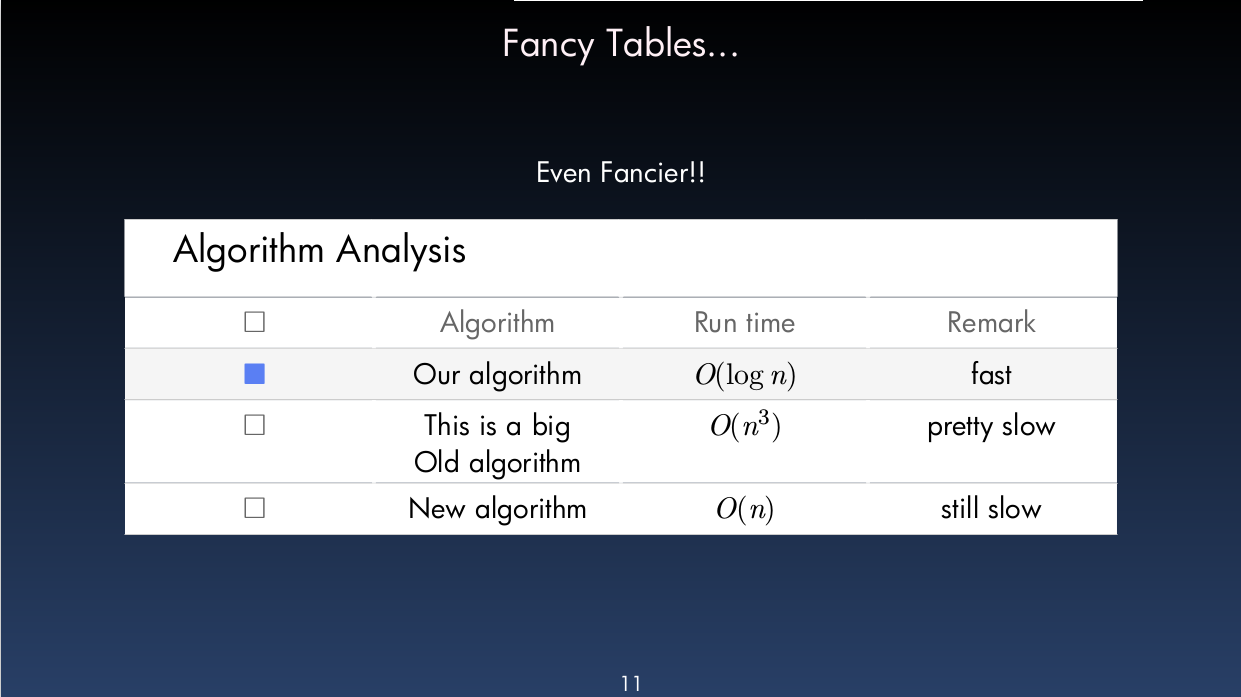 Fancy Tables...
Even Fancier!!
Algorithm Analysis
☐ Algorithm Run time Remark
■ Our algorithm O(log n) fast
☐ This is a big O(n³) pretty slow
Old algorithm
☐ New algorithm O(n) still slow
11